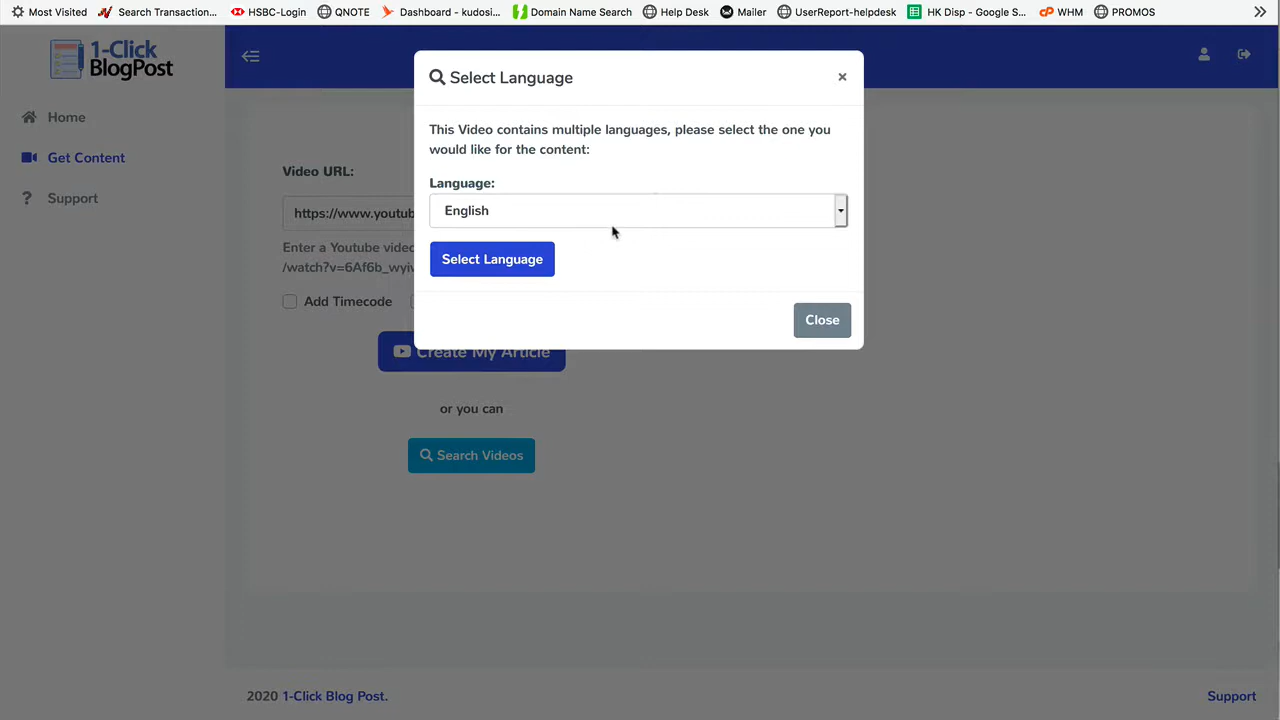 Most Visited Search Transaction... HSBC-Login QNOTE Dashboard - kudosi... Domain Name Search Help Desk Mailer UserReport-helpdesk HK Disp - Google S... WHM PROMOS
1-Click
BlogPost
Home
Get Content
Support
Select Language
This Video contains multiple languages, please select the one you
would like for the content:
Language:
English
Select Language
Close
Video URL:
https://www.youtub
Enter a Youtube video
/watch?v=6Af6b_wyiv
Add Timecode
Create My Article
or you can
Search Videos
2020 1-Click Blog Post.
Support